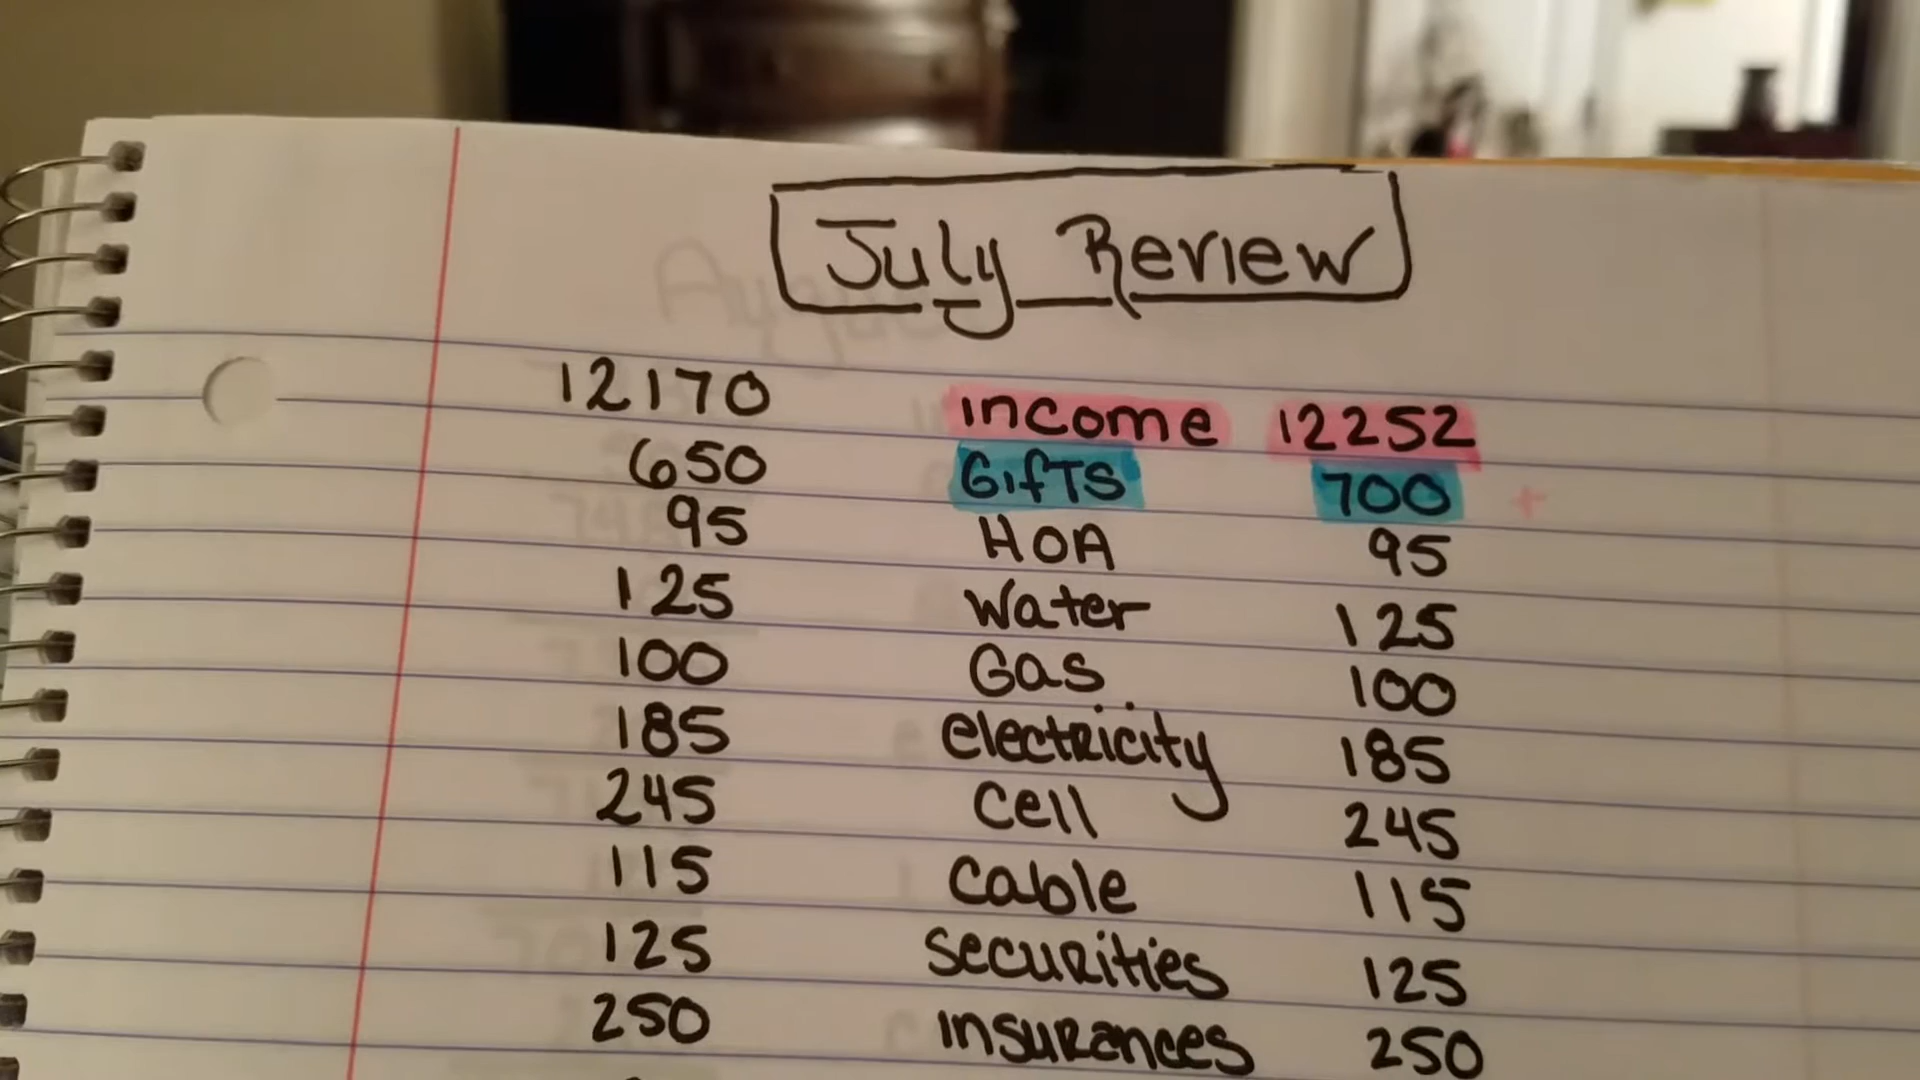 July Review
12170 income 12252
650 Gifts 700 +
95 HOA 95
125 Water 125
100 Gas 100
185 electricity 185
245 cell 245
115 cable 115
125 securities 125
250 insurances 250